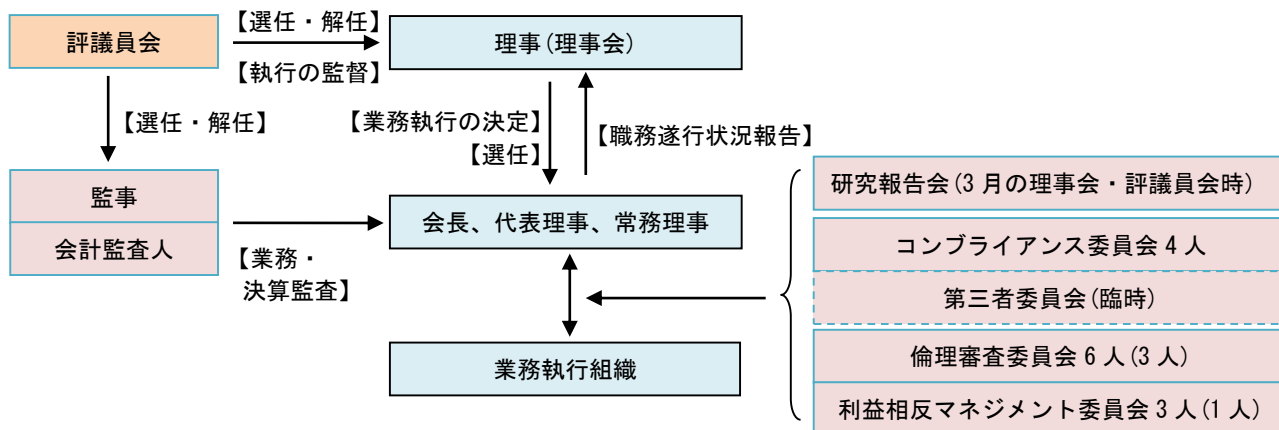 評議員会
【選任・解任】
【執行の監督】
理事(理事会)
【選任・解任】
【業務執行の決定】
【選任】
【職務遂行状況報告】
監事
会計監査人
【業務・
決算監査】
会長、代表理事、常務理事
業務執行組織
研究報告会(3月の理事会・評議員会時)
コンブライアンス委員会4人
第三者委員会(臨時)
倫理審査委員会6人(3人)
利益相反マネジメント委員会3人(1人)